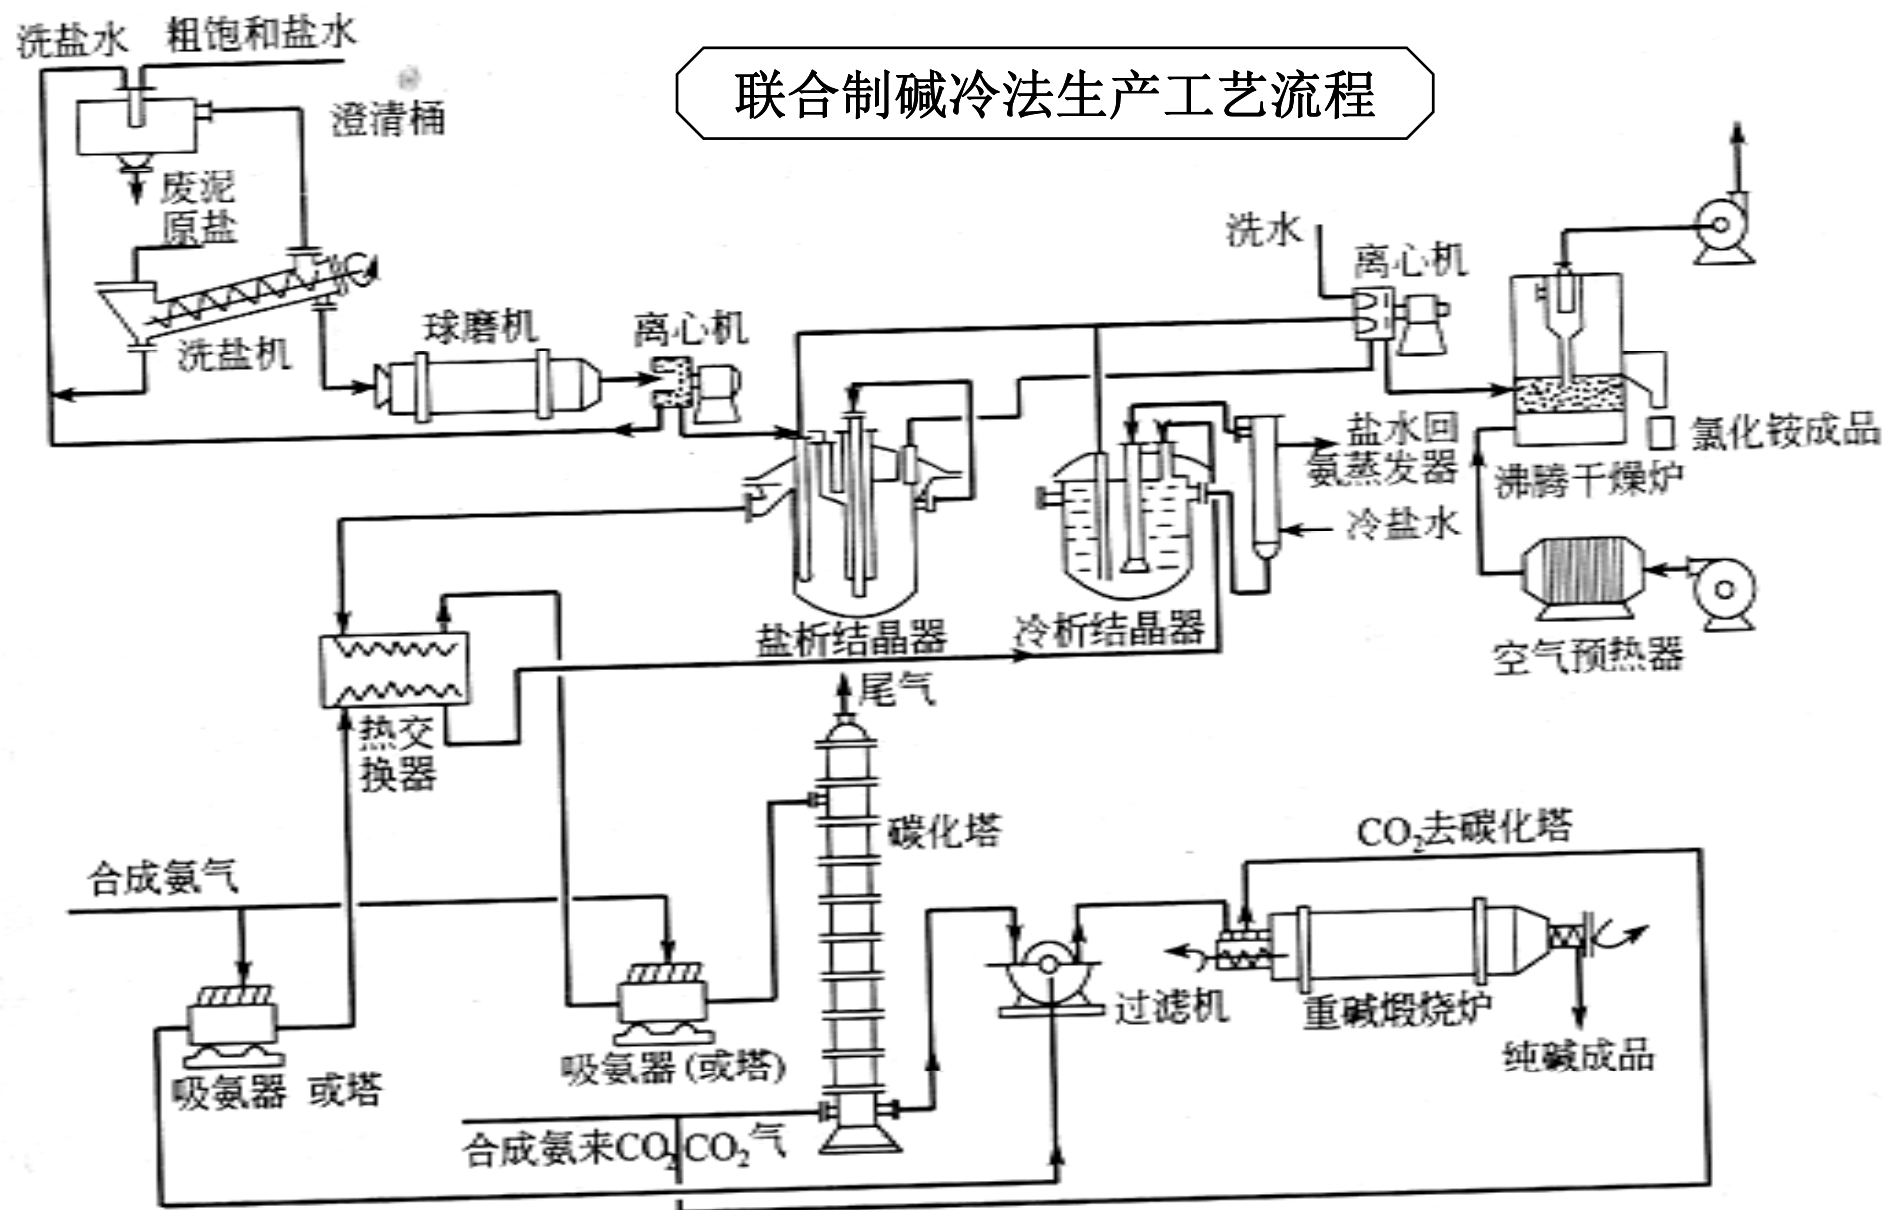 洗盐水 粗饱和盐水
联合制碱冷法生产工艺流程
澄清桶
废泥
原盐
洗盐机
球磨机
离心机
洗水
离心机
盐水回
氨蒸发器
冷盐水
氯化铵成品
沸腾干燥炉
空气预热器
盐析结晶器
冷析结晶器
热交
换器
尾气
碳化塔
合成氨气
吸氨器 或塔
吸氨器(或塔)
合成氨来CO₂
CO₂气
过滤机
CO₂去碳化塔
重碱煅烧炉
纯碱成品